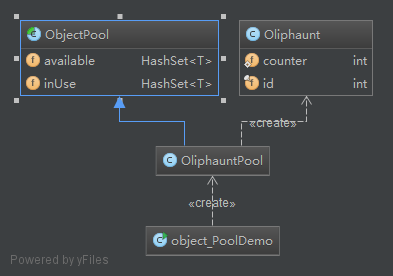 ObjectPool
available HashSet<T>
inUse HashSet<T>
Oliphaunt
counter int
id int
«create»
OliphauntPool
«create»
object_PoolDemo
Powered by yFiles